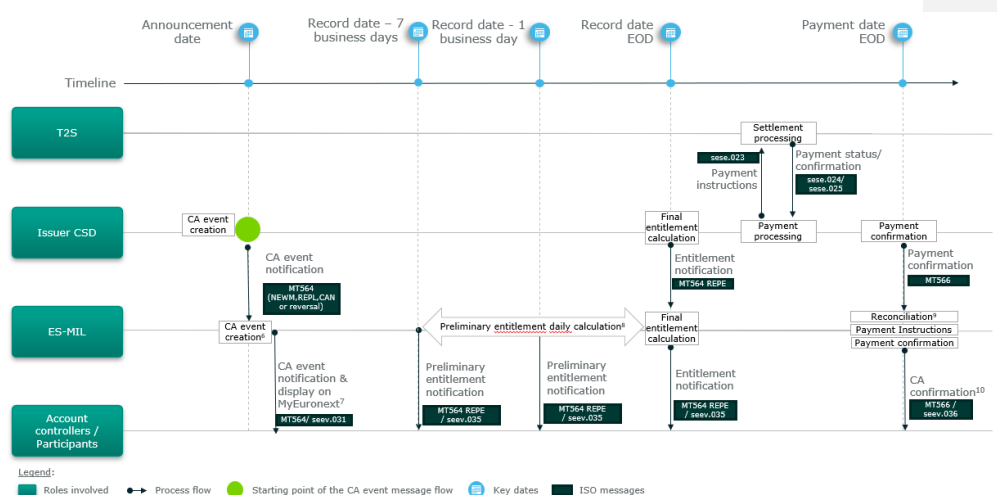 Announcement
date
Record date – 7
business days
Record date - 1
business day
Record date
EOD
Payment date
EOD
Timeline
T2S
Settlement
processing
sese.023
Payment
instructions
Payment status/
confirmation
sese.024/
sese.025
Issuer CSD
CA event
creation
Final
entitlement
calculation
Payment
processing
Payment
confirmation
CA event
notification
MT564
(NEWM,REPL,CAN
or reversal)
Entitlement
notification
MT564 REPE
Payment
confirmation
MT566
ES-MIL
CA event
creation⁶
Preliminary entitlement daily calculation⁸
Final
entitlement
calculation
Reconciliation⁹
Payment Instructions
Payment confirmation
CA event
notification &
display on
MyEuronext⁷
MT564/ seev.031
Preliminary
entitlement
notification
MT564 REPE
/ seev.035
Preliminary
entitlement
notification
MT564 REPE
/ seev.035
Entitlement
notification
MT564 REPE
/ seev.035
CA
confirmation¹⁰
MT566 /
seev.036
Account
controllers /
Participants
Legend:
Roles involved
Process flow
Starting point of the CA event message flow
Key dates
ISO messages